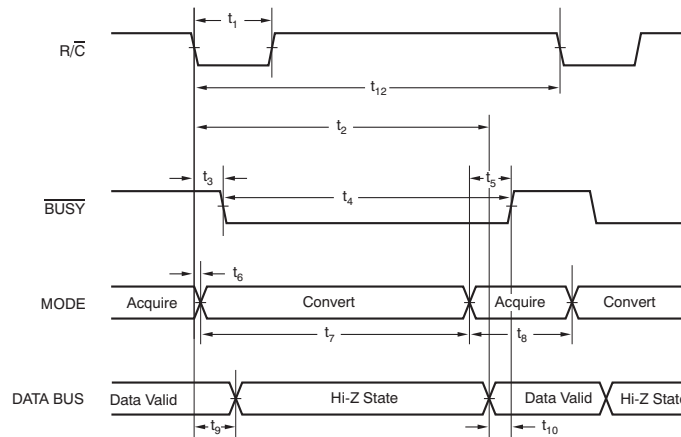 t1
R/C̅
t12
t2
t3
t5
B̅U̅S̅Y̅
t4
t6
MODE
Acquire
Convert
Acquire
Convert
t7
t8
DATA BUS
Data Valid
Hi-Z State
Data Valid
Hi-Z State
t9
t10